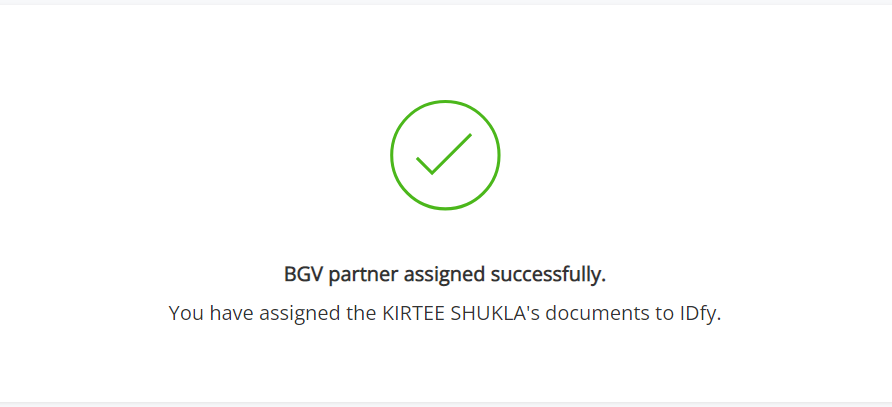 BGV partner assigned successfully.
You have assigned the KIRTEE SHUKLA's documents to IDfy.